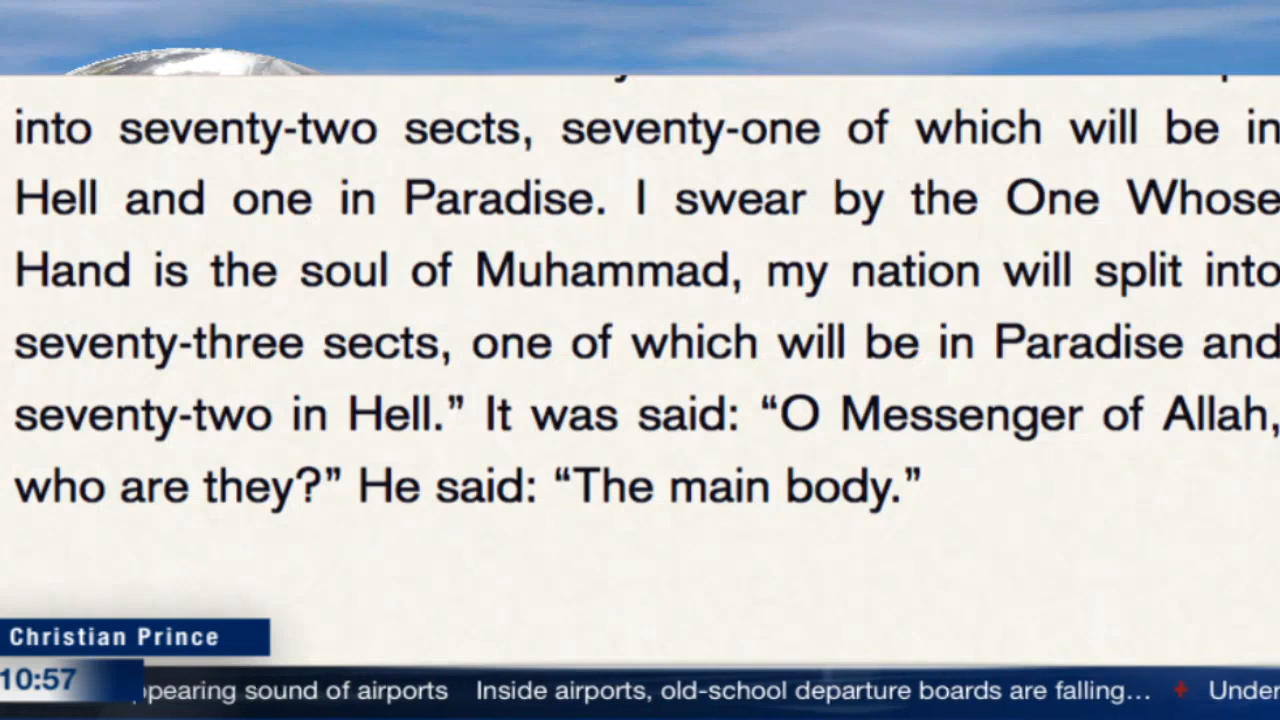 into seventy-two sects, seventy-one of which will be in
Hell and one in Paradise. I swear by the One Whose
Hand is the soul of Muhammad, my nation will split into
seventy-three sects, one of which will be in Paradise and
seventy-two in Hell.” It was said: “O Messenger of Allah,
who are they?” He said: “The main body.”
Christian Prince
10:57
ppearing sound of airports Inside airports, old-school departure boards are falling... Under